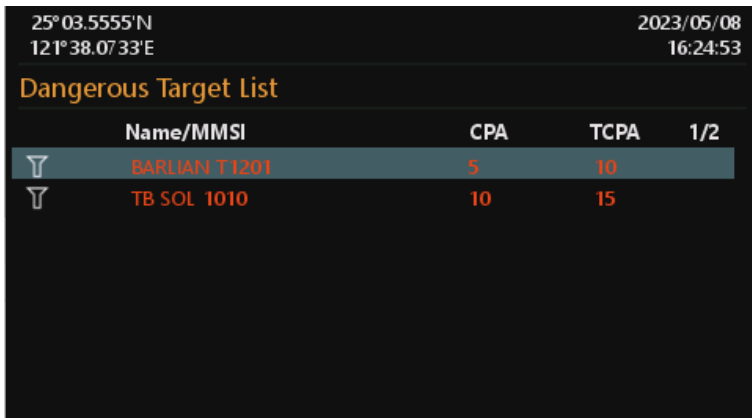 25° 03.5555'N 2023/05/08
121° 38.0733'E 16:24:53
Dangerous Target List
Name/MMSI CPA TCPA 1/2
BARLIAN T1201 5 10
TB SOL 1010 10 15